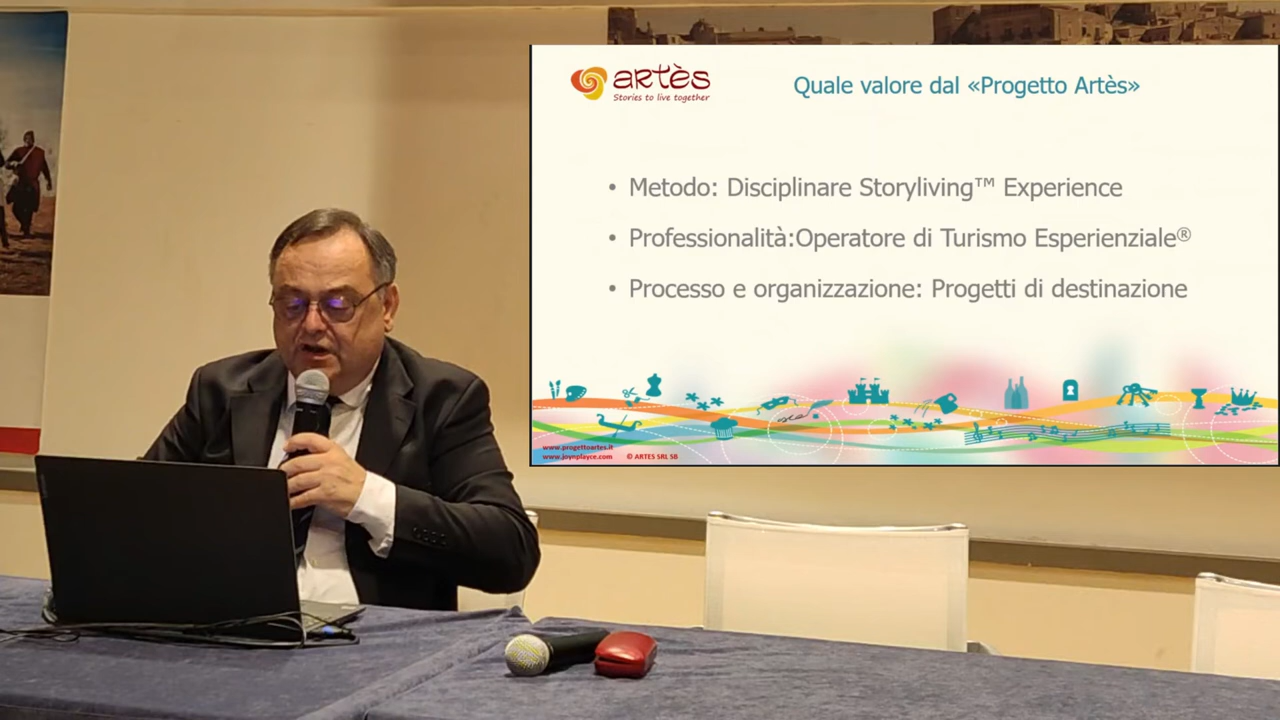 artès
Stories to live together
Quale valore dal «Progetto Artès»
• Metodo: Disciplinare Storyliving™ Experience
• Professionalità:Operatore di Turismo Esperienziale®
• Processo e organizzazione: Progetti di destinazione
www.progettoartes.it
www.joynplayce.com © ARTES SRL SB